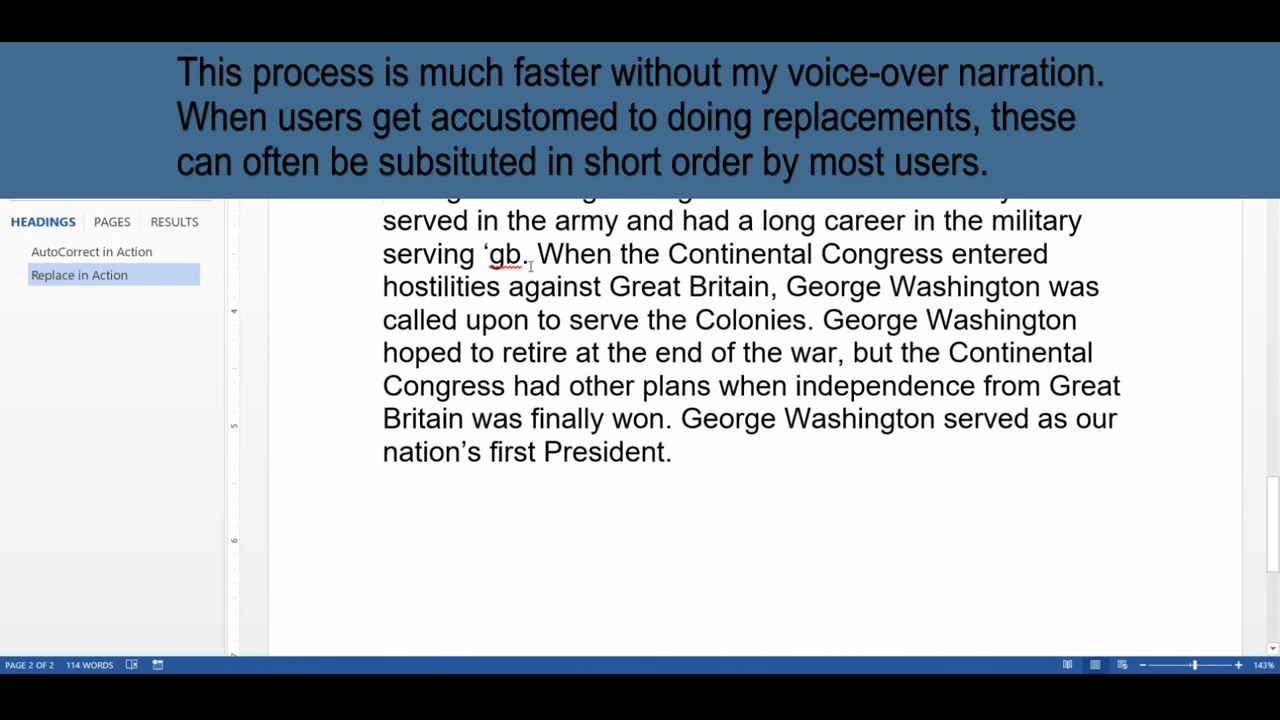 This process is much faster without my voice-over narration.
When users get accustomed to doing replacements, these
can often be subsituted in short order by most users.
HEADINGS PAGES RESULTS
AutoCorrect in Action
Replace in Action
served in the army and had a long career in the military
serving ‘gb. When the Continental Congress entered
hostilities against Great Britain, George Washington was
called upon to serve the Colonies. George Washington
hoped to retire at the end of the war, but the Continental
Congress had other plans when independence from Great
Britain was finally won. George Washington served as our
nation’s first President.
4
5
6
PAGE 2 OF 2 114 WORDS 143%